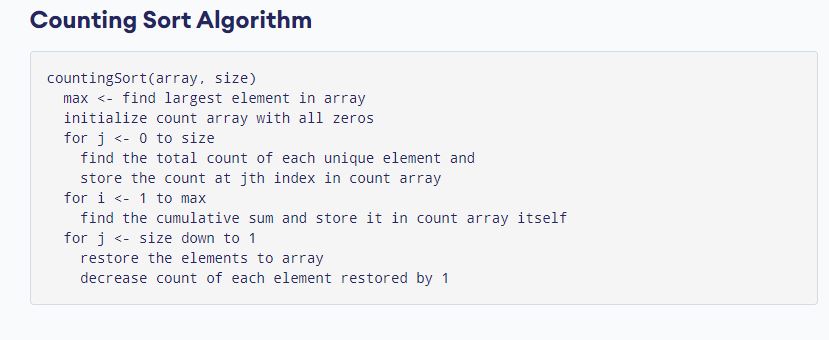 Counting Sort Algorithm
countingSort(array, size)
max <- find largest element in array
initialize count array with all zeros
for j <- 0 to size
find the total count of each unique element and
store the count at jth index in count array
for i <- 1 to max
find the cumulative sum and store it in count array itself
for j <- size down to 1
restore the elements to array
decrease count of each element restored by 1